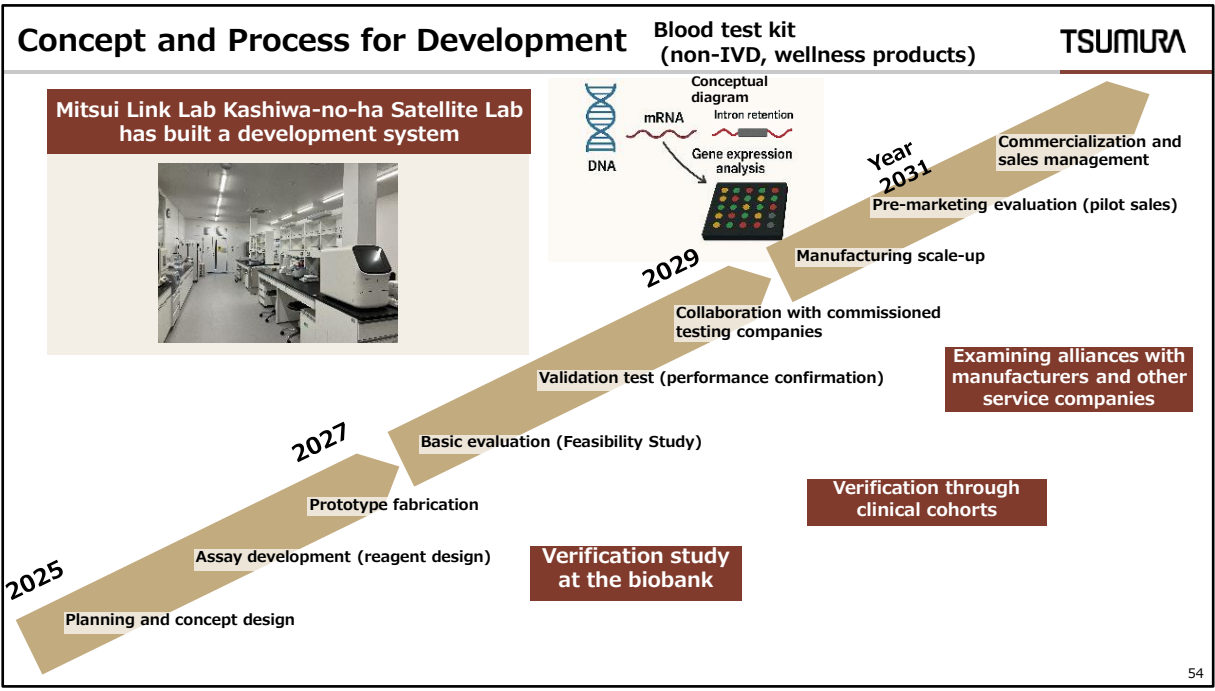 Concept and Process for Development
Blood test kit
(non-IVD, wellness products)
TSUMURA
Mitsui Link Lab Kashiwa-no-ha Satellite Lab
has built a development system
Conceptual
diagram
mRNA
Intron retention
DNA
Gene expression
analysis
Commercialization and
sales management
Year
2031
Pre-marketing evaluation (pilot sales)
Manufacturing scale-up
2029
Collaboration with commissioned
testing companies
Examining alliances with
manufacturers and other
service companies
Validation test (performance confirmation)
2027
Basic evaluation (Feasibility Study)
Verification through
clinical cohorts
Prototype fabrication
Assay development (reagent design)
Verification study
at the biobank
2025
Planning and concept design
54